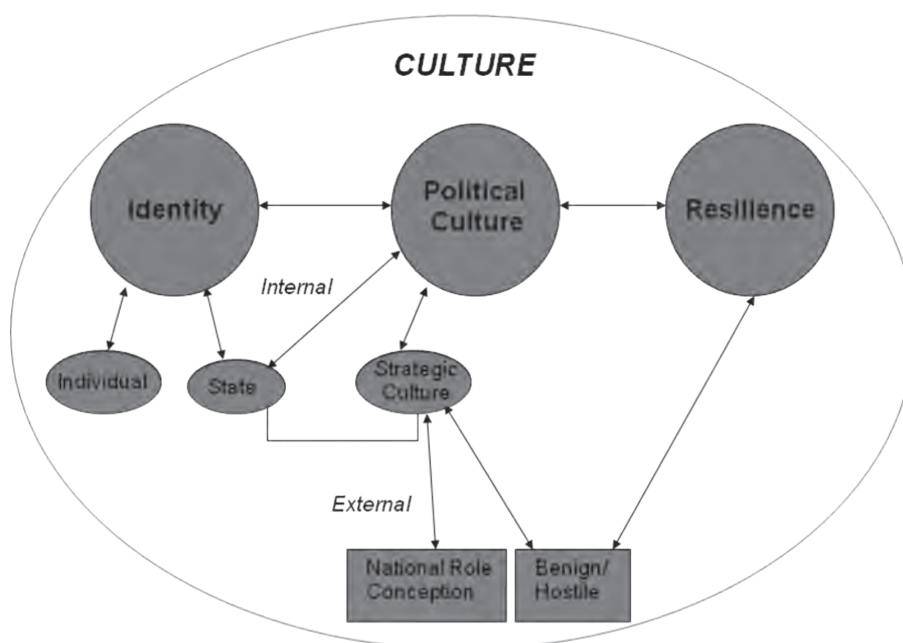 CULTURE
Identity
Political
Culture
Resilience
Internal
Individual
State
Strategic
Culture
External
National Role
Conception
Benign/
Hostile